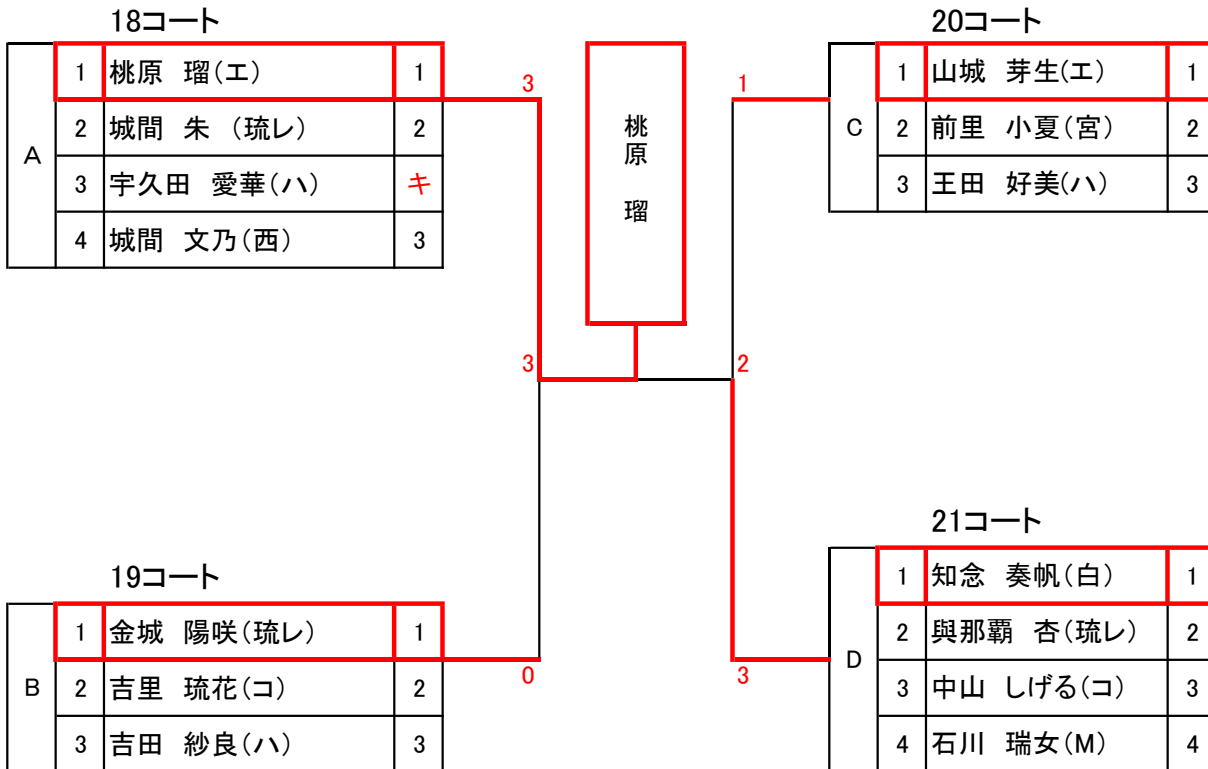 18コート
A
1 桃原 瑠(エ) 1
2 城間 朱 (琉レ) 2
3 宇久田 愛華(ハ) キ
4 城間 文乃(西) 3
19コート
B
1 金城 陽咲(琉レ) 1
2 吉里 琉花(コ) 2
3 吉田 紗良(ハ) 3
3
3
0
桃原 瑠
1
2
3
20コート
C
1 山城 芽生(エ) 1
2 前里 小夏(宮) 2
3 王田 好美(ハ) 3
21コート
D
1 知念 奏帆(白) 1
2 與那覇 杏(琉レ) 2
3 中山 しげる(コ) 3
4 石川 瑞女(M) 4